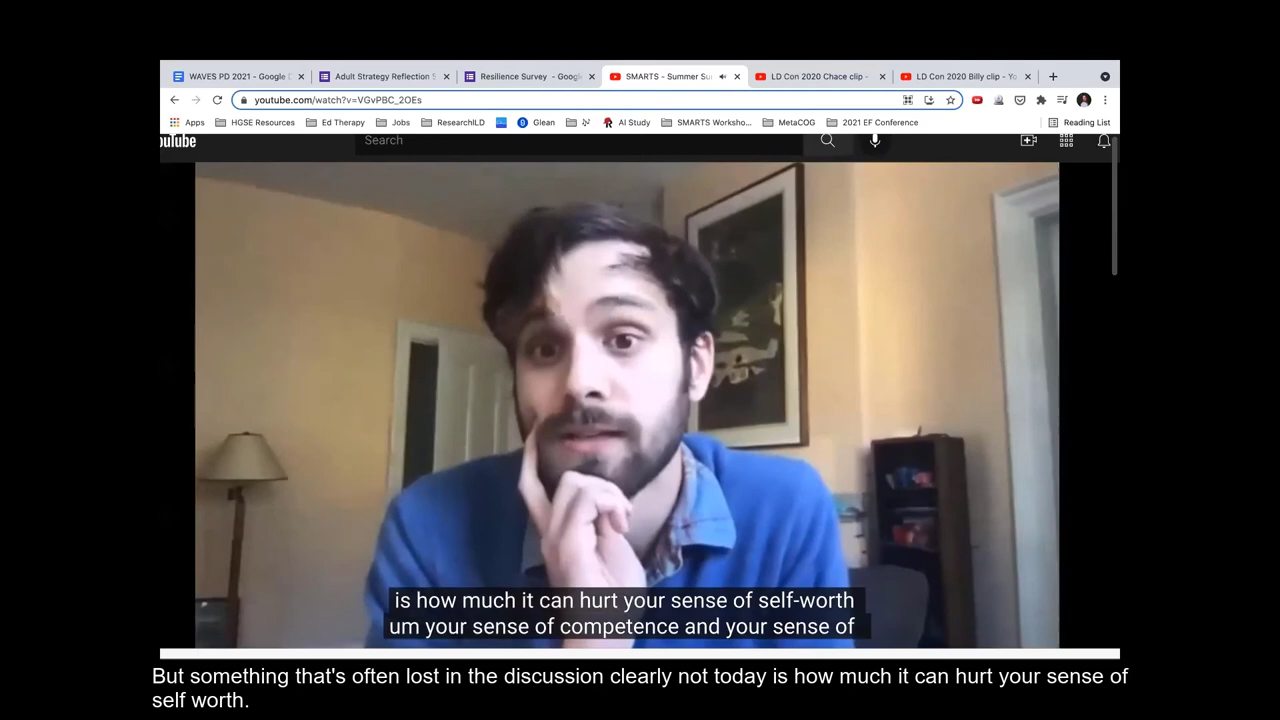 WAVES PD 2021 - Google
Adult Strategy Reflection S
Resilience Survey - Google
SMARTS - Summer Su
LD Con 2020 Chace clip -
LD Con 2020 Billy clip - Yo
youtube.com/watch?v=VGvPBC_2OEs
Apps
HGSE Resources
Ed Therapy
Jobs
ResearchILD
Glean
AI Study
SMARTS Worksho...
MetaCOG
2021 EF Conference
Reading List
ouTube
Search
is how much it can hurt your sense of self-worth
um your sense of competence and your sense of
But something that's often lost in the discussion clearly not today is how much it can hurt your sense of
self worth.